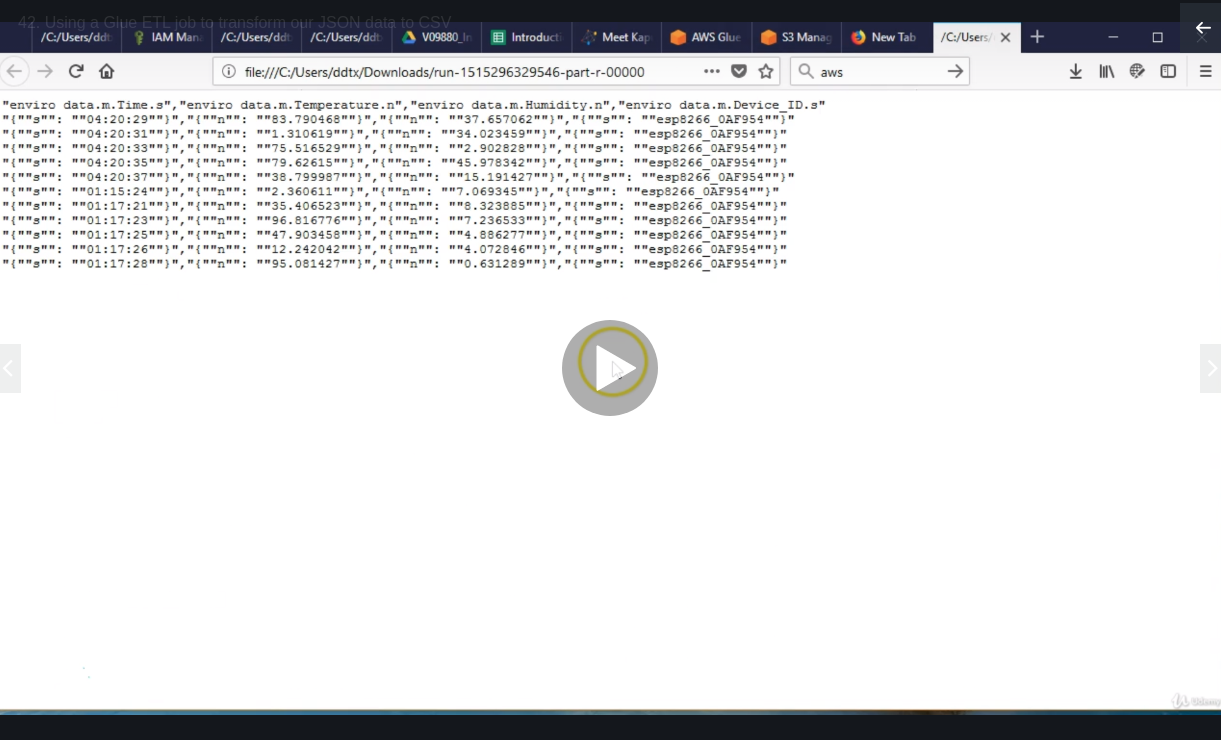 42. Using a Glue ETL job to transform our JSON data to CSV
/C:/Users/ddt IAM Man /C:/Users/ddt /C:/Users/ddt V09880_In Introducti Meet Kap AWS Glue S3 Manag New Tab /C:/Users/
file:///C:/Users/ddtx/Downloads/run-1515296329546-part-r-00000 aws
"enviro data.m.Time.s","enviro data.m.Temperature.n","enviro data.m.Humidity.n","enviro data.m.Device_ID.s"
"{""s"": ""04:20:29""}","{""n"": ""83.790468""}","{""n"": ""37.657062""}","{""s"": ""esp8266_0AF954""}"
"{""s"": ""04:20:31""}","{""n"": ""1.310619""}","{""n"": ""34.023459""}","{""s"": ""esp8266_0AF954""}"
"{""s"": ""04:20:33""}","{""n"": ""75.516529""}","{""n"": ""2.902828""}","{""s"": ""esp8266_0AF954""}"
"{""s"": ""04:20:35""}","{""n"": ""79.62615""}","{""n"": ""45.978342""}","{""s"": ""esp8266_0AF954""}"
"{""s"": ""04:20:37""}","{""n"": ""38.799987""}","{""n"": ""15.191427""}","{""s"": ""esp8266_0AF954""}"
"{""s"": ""01:15:24""}","{""n"": ""2.360611""}","{""n"": ""7.069345""}","{""s"": ""esp8266_0AF954""}"
"{""s"": ""01:17:21""}","{""n"": ""35.406523""}","{""n"": ""8.323885""}","{""s"": ""esp8266_0AF954""}"
"{""s"": ""01:17:23""}","{""n"": ""96.816776""}","{""n"": ""7.236533""}","{""s"": ""esp8266_0AF954""}"
"{""s"": ""01:17:25""}","{""n"": ""47.903458""}","{""n"": ""4.886277""}","{""s"": ""esp8266_0AF954""}"
"{""s"": ""01:17:26""}","{""n"": ""12.242042""}","{""n"": ""4.072846""}","{""s"": ""esp8266_0AF954""}"
"{""s"": ""01:17:28""}","{""n"": ""95.081427""}","{""n"": ""0.631289""}","{""s"": ""esp8266_0AF954""}"
Udemy